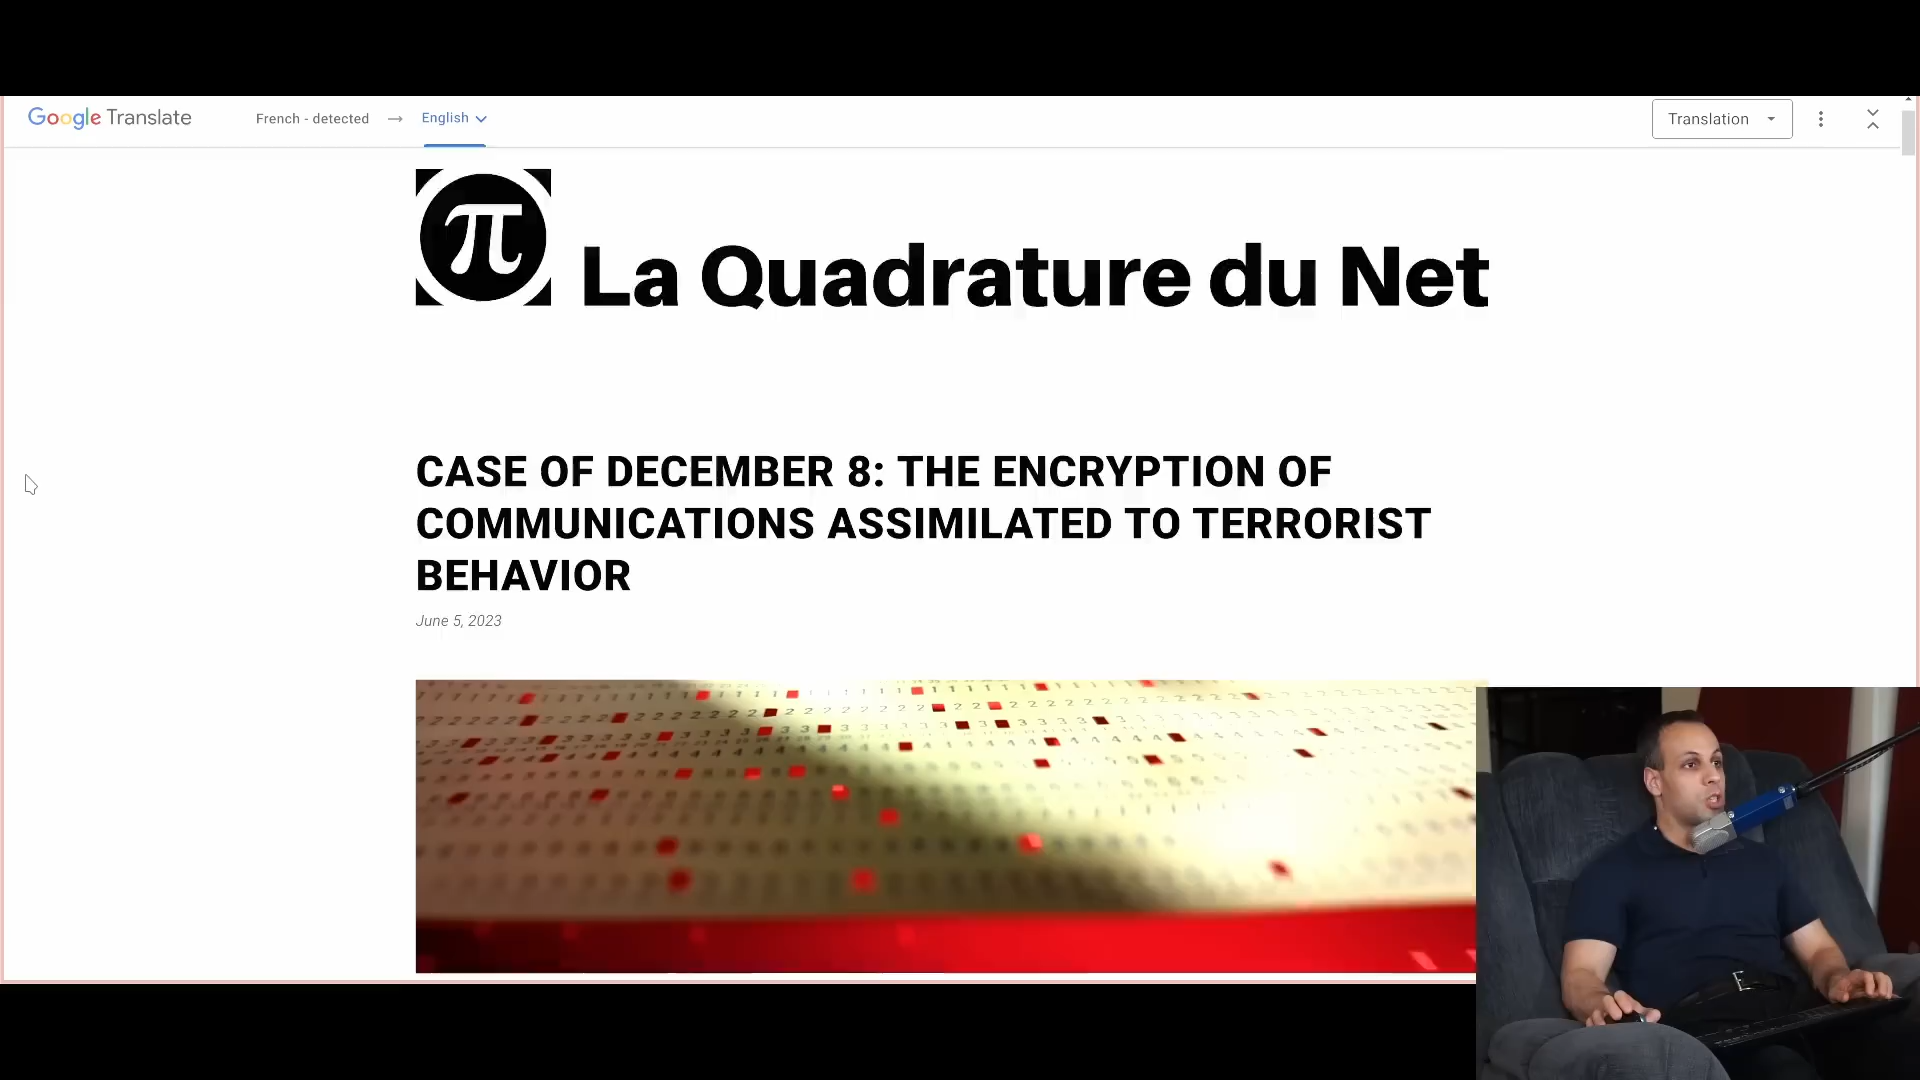 Google Translate French - detected → English Translation
π La Quadrature du Net
CASE OF DECEMBER 8: THE ENCRYPTION OF
COMMUNICATIONS ASSIMILATED TO TERRORIST
BEHAVIOR
June 5, 2023